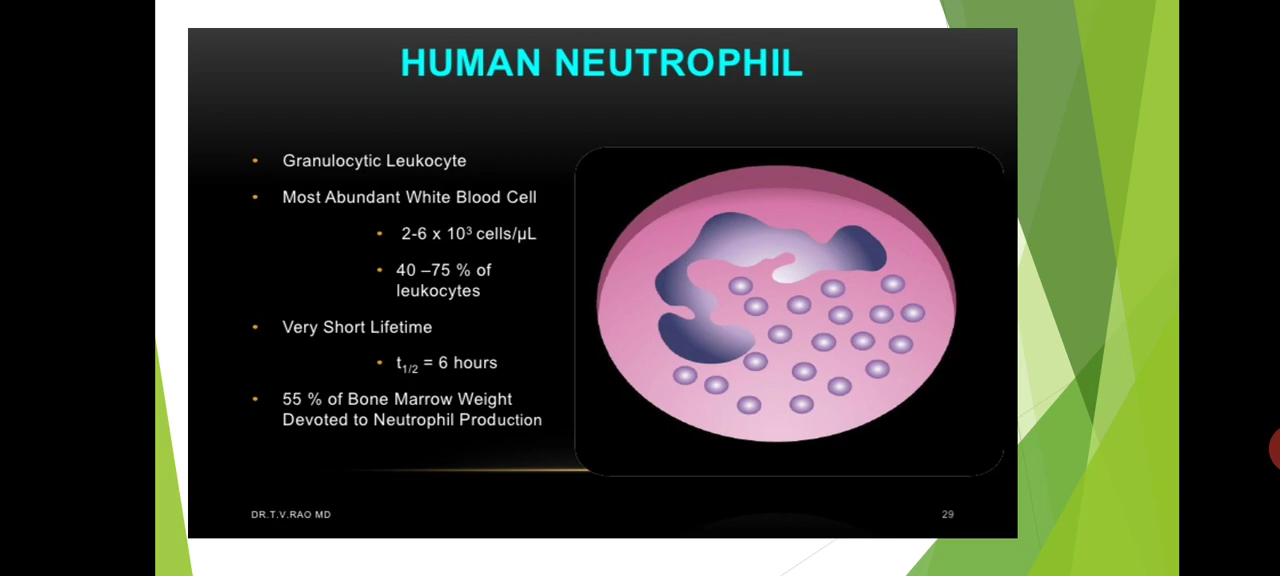 HUMAN NEUTROPHIL
• Granulocytic Leukocyte
• Most Abundant White Blood Cell
• 2-6 x 10³ cells/µL
• 40 –75 % of
leukocytes
• Very Short Lifetime
• t₁/₂ = 6 hours
• 55 % of Bone Marrow Weight
Devoted to Neutrophil Production
DR.T.V.RAO MD
29